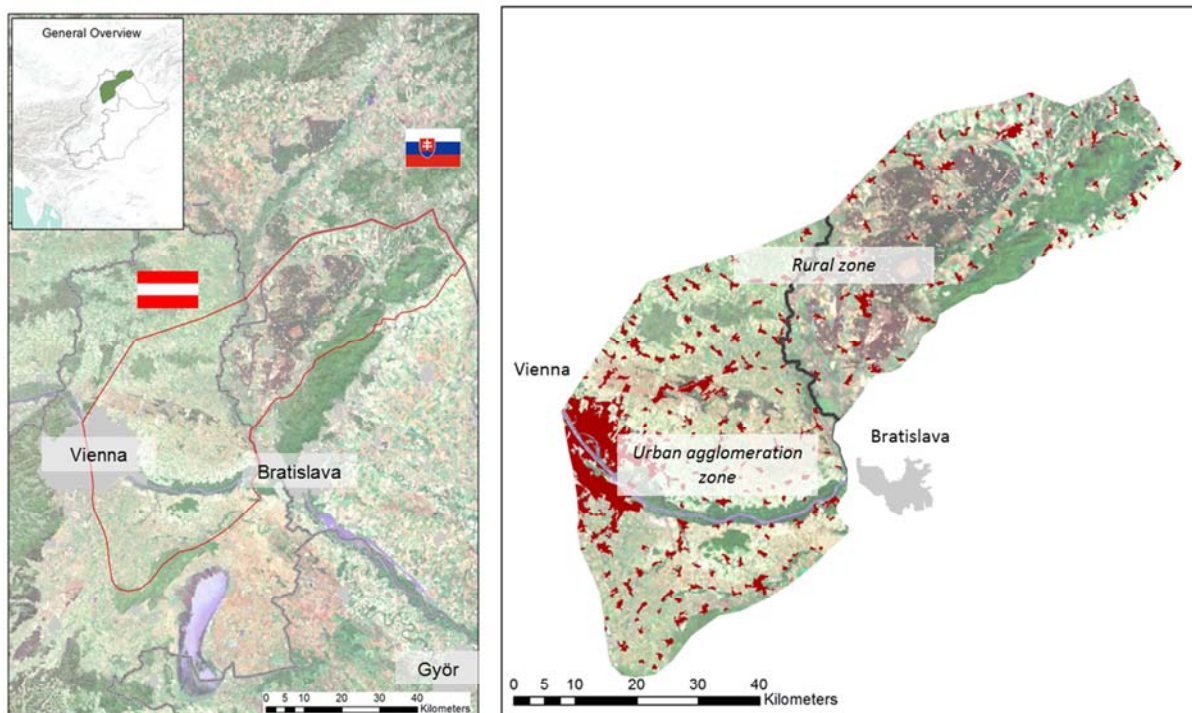 General Overview
Vienna
Bratislava
Györ
0 5 10 20 30 40
Kilometers
Rural zone
Vienna
Bratislava
Urban agglomeration
zone
0 5 10 20 30 40
Kilometers